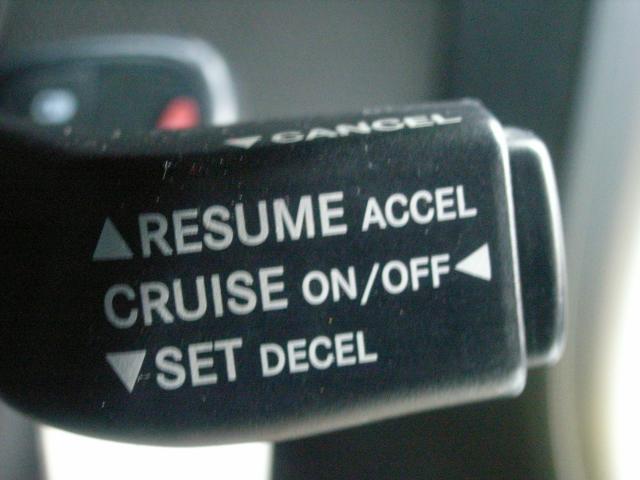 ▼CANCEL
▲RESUME ACCEL
CRUISE ON/OFF◀
▼SET DECEL